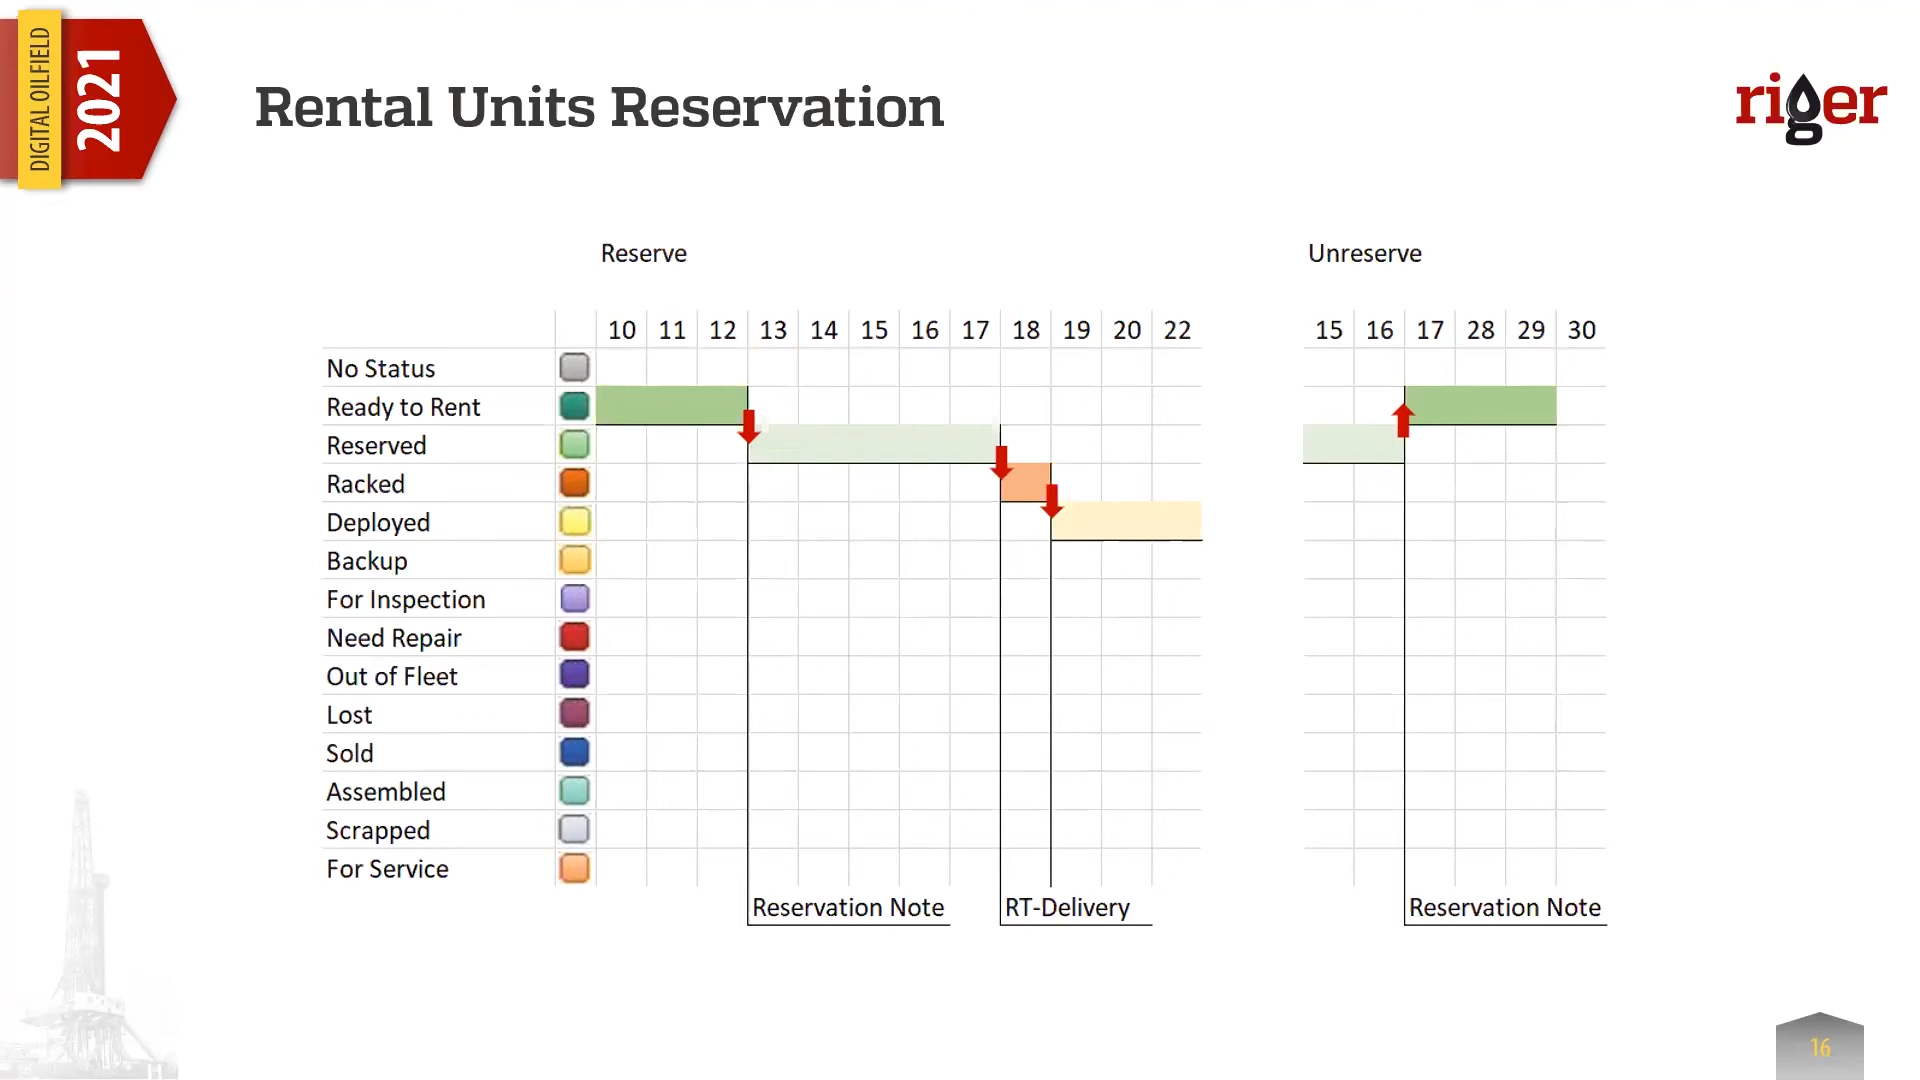 DIGITAL OILFIELD
2021
Rental Units Reservation
riger
Reserve
Unreserve
10 11 12 13 14 15 16 17 18 19 20 22
15 16 17 28 29 30
No Status
Ready to Rent
Reserved
Racked
Deployed
Backup
For Inspection
Need Repair
Out of Fleet
Lost
Sold
Assembled
Scrapped
For Service
Reservation Note
RT-Delivery
Reservation Note
16